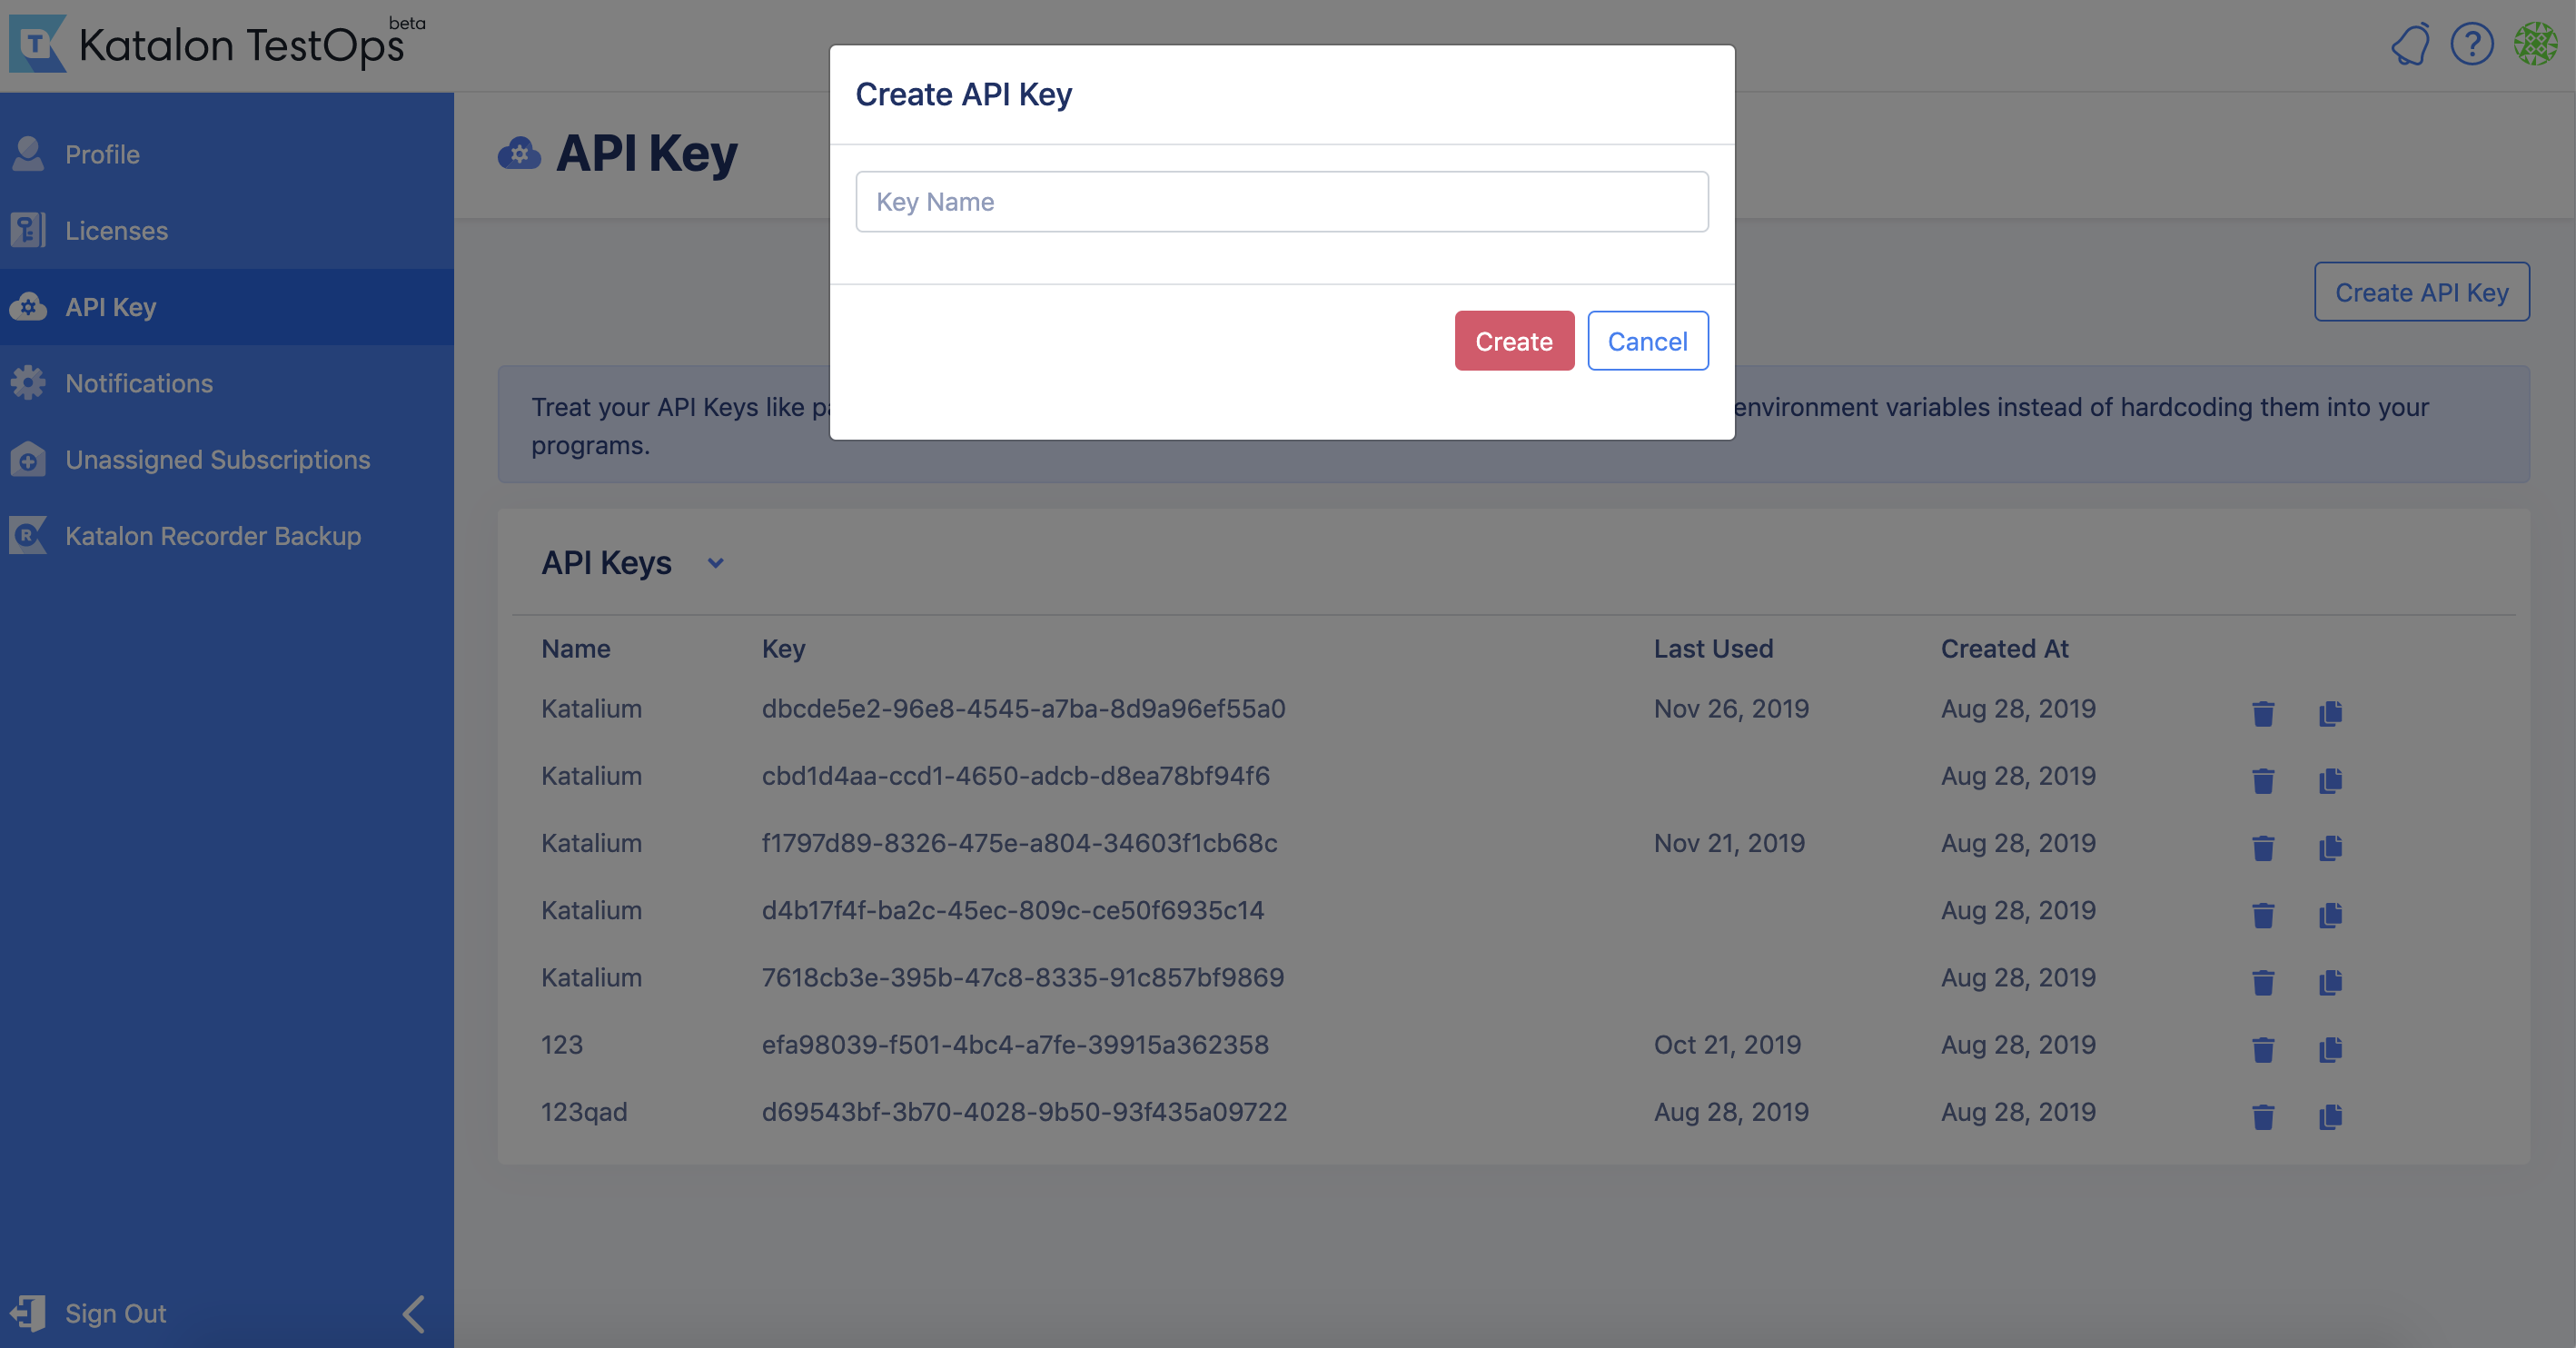 Katalon TestOps beta
Profile
Licenses
API Key
Notifications
Unassigned Subscriptions
Katalon Recorder Backup
Sign Out
API Key
Create API Key
Key Name
Create Cancel
Create API Key
Treat your API Keys like environment variables instead of hardcoding them into your
programs.
API Keys
Name Key Last Used Created At
Katalium dbcde5e2-96e8-4545-a7ba-8d9a96ef55a0 Nov 26, 2019 Aug 28, 2019
Katalium cbd1d4aa-ccd1-4650-adcb-d8ea78bf94f6 Aug 28, 2019
Katalium f1797d89-8326-475e-a804-34603f1cb68c Nov 21, 2019 Aug 28, 2019
Katalium d4b17f4f-ba2c-45ec-809c-ce50f6935c14 Aug 28, 2019
Katalium 7618cb3e-395b-47c8-8335-91c857bf9869 Aug 28, 2019
123 efa98039-f501-4bc4-a7fe-39915a362358 Oct 21, 2019 Aug 28, 2019
123qad d69543bf-3b70-4028-9b50-93f435a09722 Aug 28, 2019 Aug 28, 2019